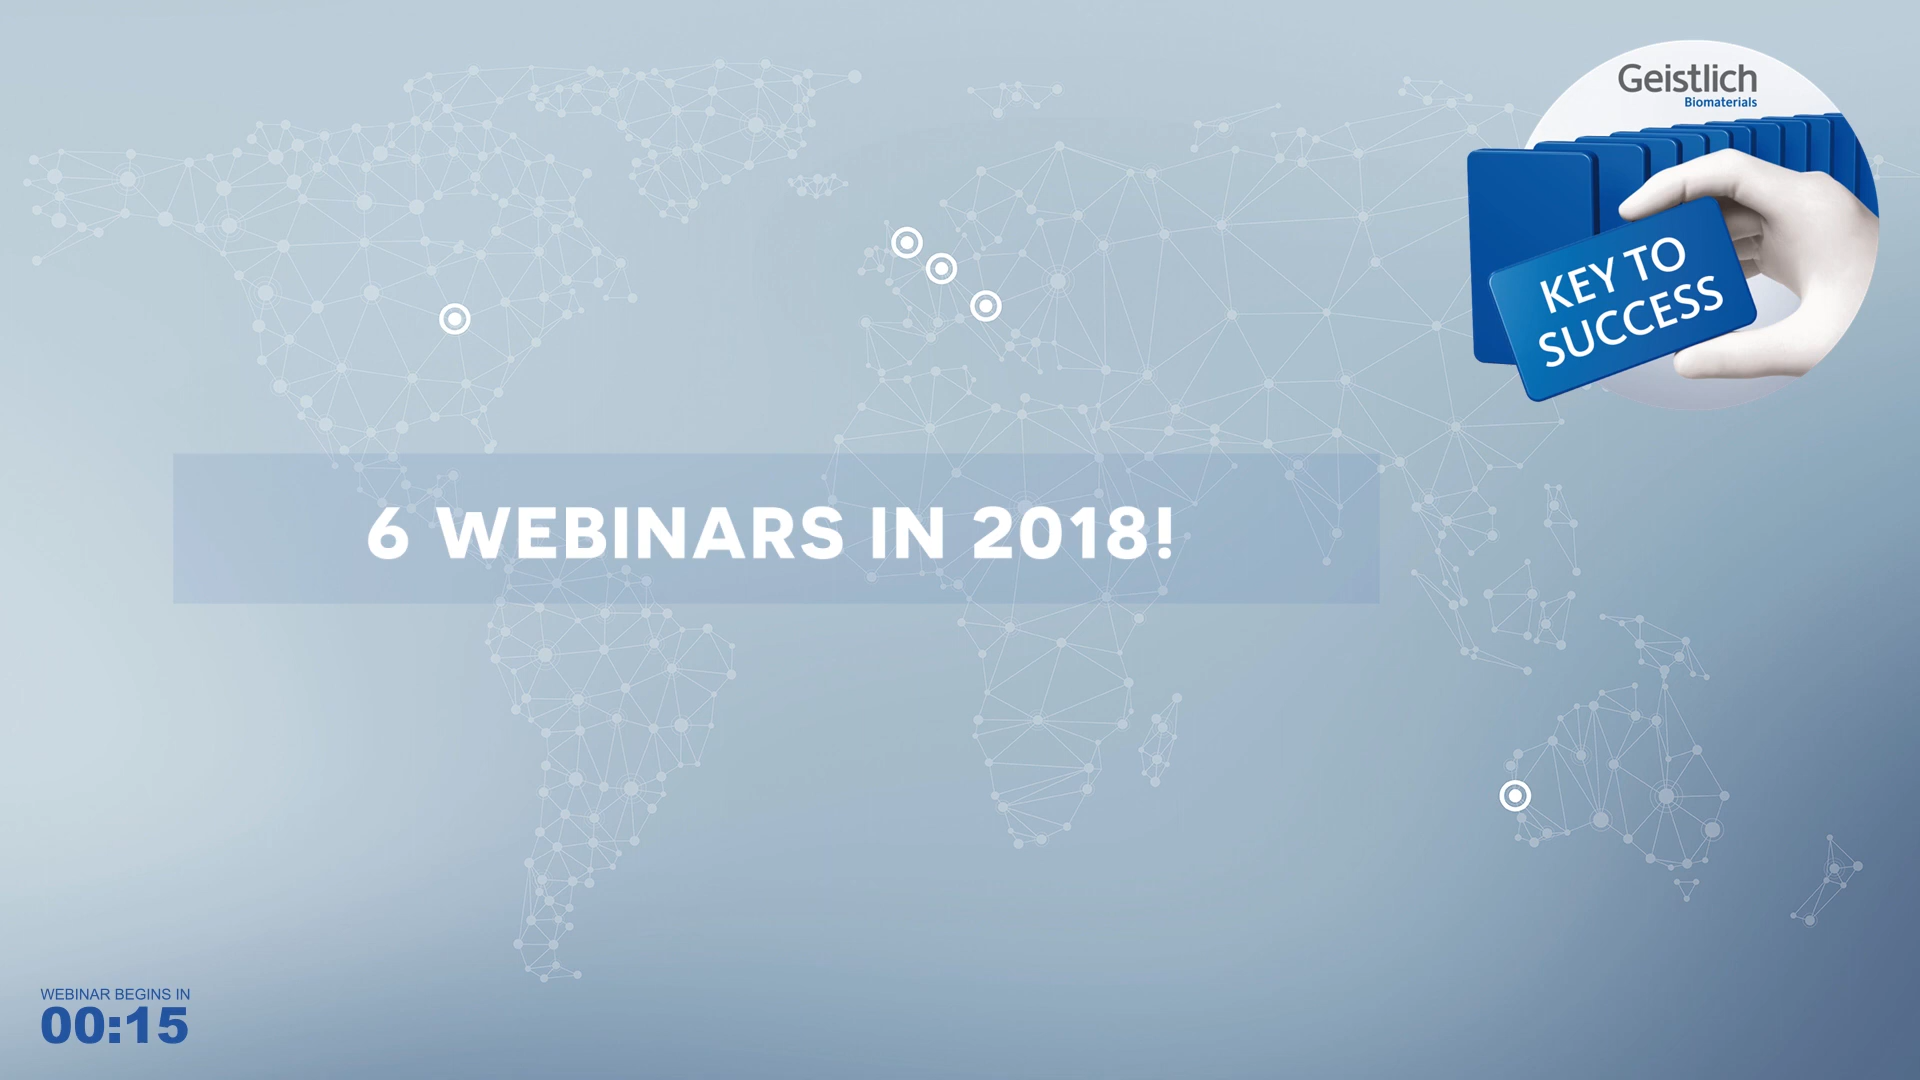 Geistlich
Biomaterials
KEY TO
SUCCESS
6 WEBINARS IN 2018!
WEBINAR BEGINS IN
00:15